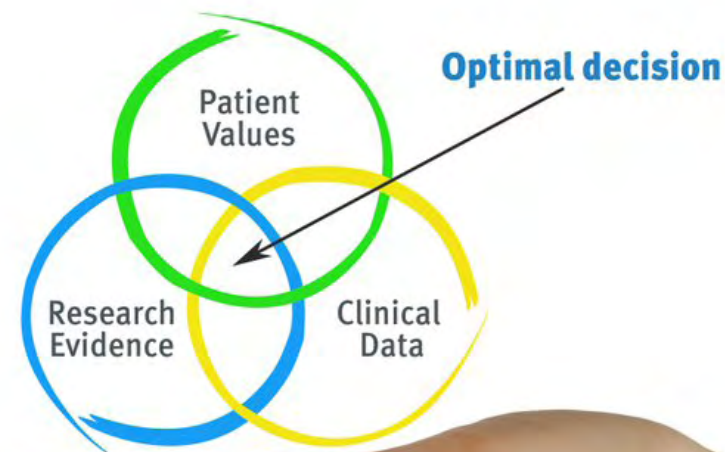 Optimal decision
Patient
Values
Research
Evidence
Clinical
Data